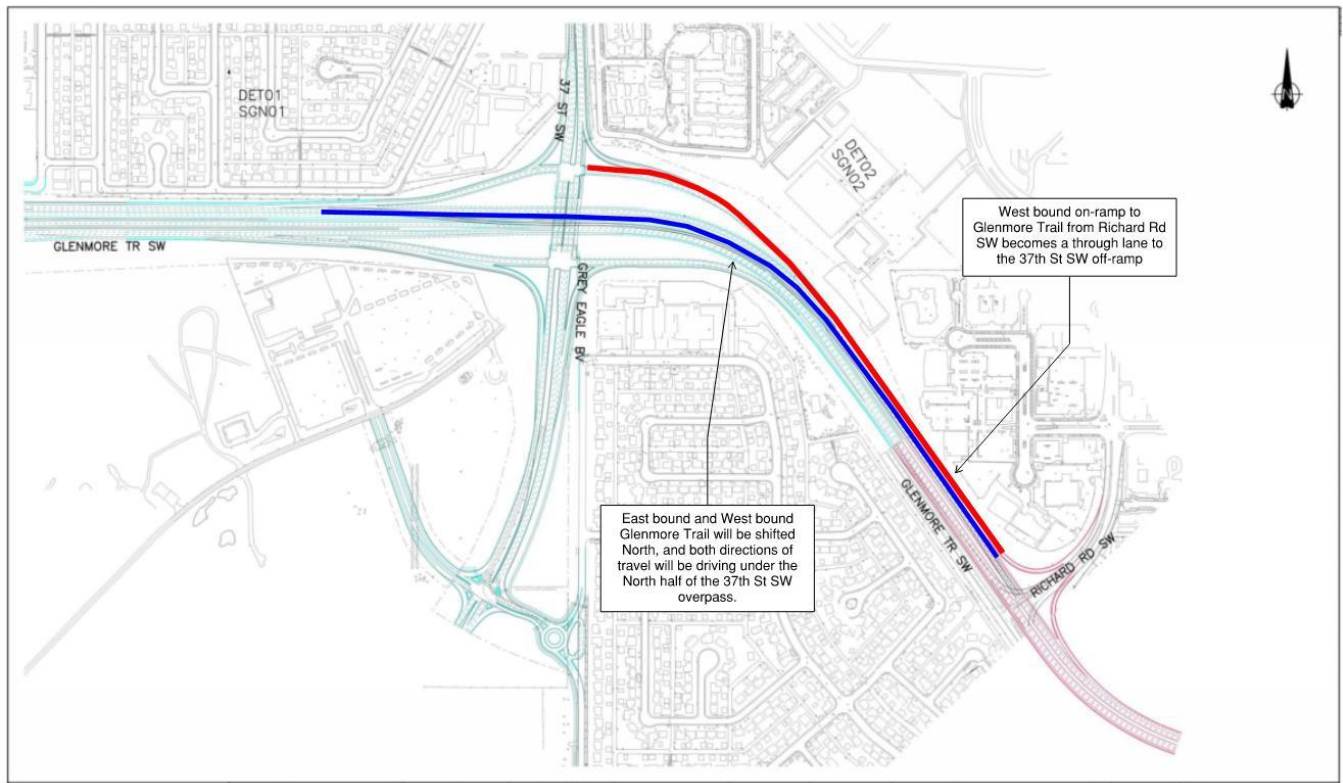 37 ST SW
DET01
SGN01
DET02
SGN02
West bound on-ramp to
Glenmore Trail from Richard Rd
SW becomes a through lane to
the 37th St SW off-ramp
GLENMORE TR SW
GREY EAGLE BV
East bound and West bound
Glenmore Trail will be shifted
North, and both directions of
travel will be driving under the
North half of the 37th St SW
overpass.
GLENMORE TR SW
RICHARD RD SW